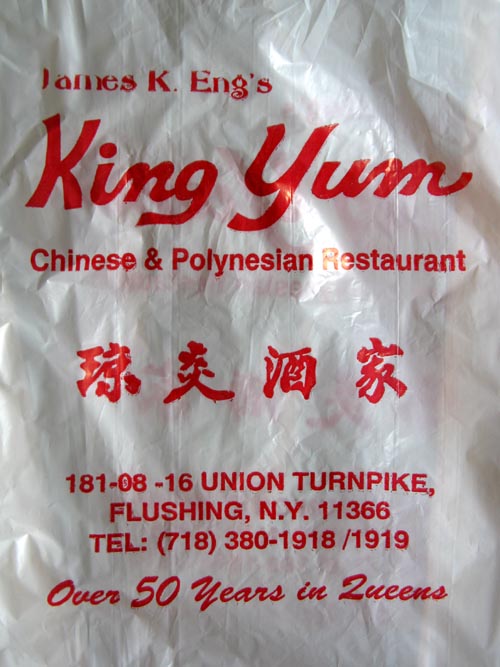 James K. Eng's
King Yum
Chinese & Polynesian Restaurant
琼炎酒家
181-08 -16 UNION TURNPIKE,
FLUSHING, N.Y. 11366
TEL: (718) 380-1918 /1919
Over 50 Years in Queens